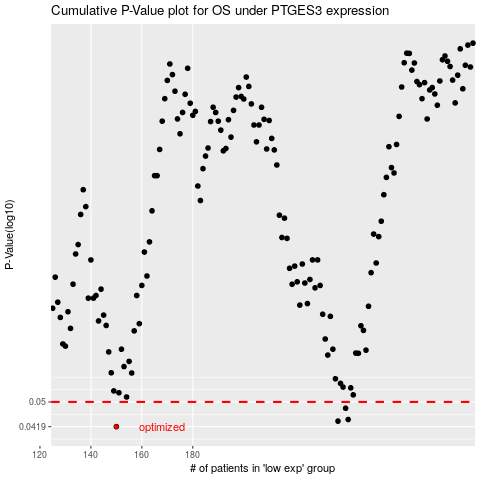 Cumulative P-Value plot for OS under PTGES3 expression
P-Value(log10)
0.05
0.0419
optimized
120 140 160 180
# of patients in 'low exp' group